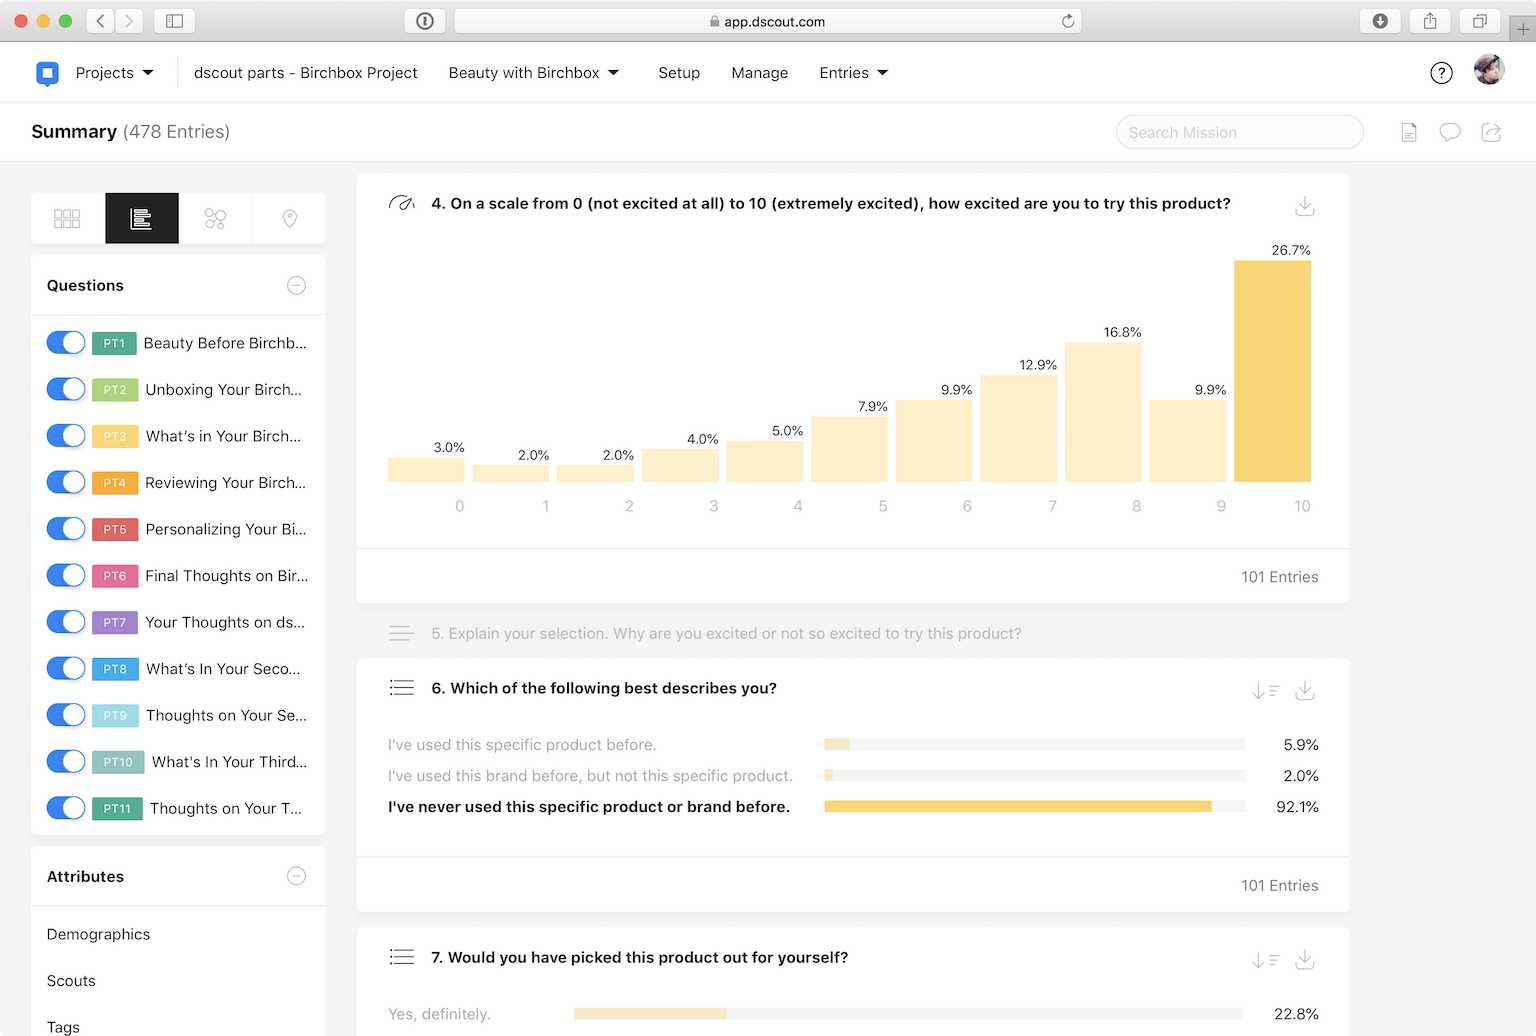 app.dscout.com
Projects
dscout parts - Birchbox Project
Beauty with Birchbox
Setup
Manage
Entries
?
Summary (478 Entries)
Search Mission
Questions
PT1 Beauty Before Birchb...
PT2 Unboxing Your Birch...
PT3 What's in Your Birch...
PT4 Reviewing Your Birch...
PT5 Personalizing Your Bi...
PT6 Final Thoughts on Bir...
PT7 Your Thoughts on ds...
PT8 What's In Your Seco...
PT9 Thoughts on Your Se...
PT10 What's In Your Third...
PT11 Thoughts on Your T...
Attributes
Demographics
Scouts
Tags
4. On a scale from 0 (not excited at all) to 10 (extremely excited), how excited are you to try this product?
3.0% 2.0% 2.0% 4.0% 5.0% 7.9% 9.9% 12.9% 16.8% 9.9% 26.7%
0 1 2 3 4 5 6 7 8 9 10
101 Entries
5. Explain your selection. Why are you excited or not so excited to try this product?
6. Which of the following best describes you?
I've used this specific product before. 5.9%
I've used this brand before, but not this specific product. 2.0%
I've never used this specific product or brand before. 92.1%
101 Entries
7. Would you have picked this product out for yourself?
Yes, definitely. 22.8%